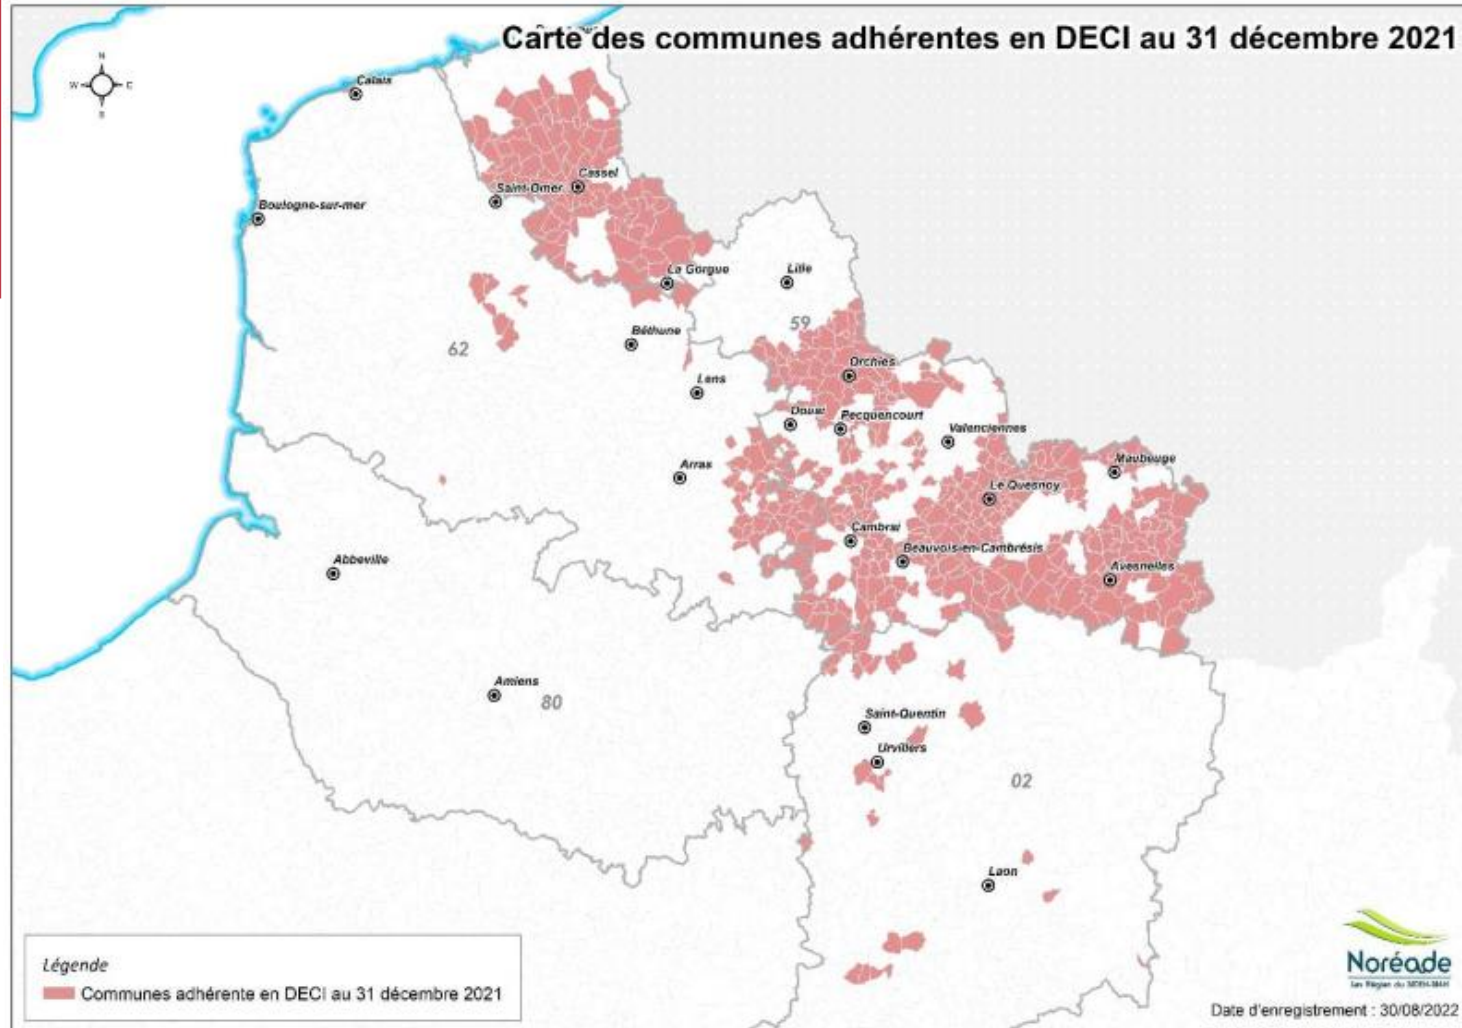 Carte des communes adhérentes en DECI au 31 décembre 2021
N
W
E
S
Calais
Cassel
Saint-Omer
Boulogne-sur-mer
La Gorgue
Lille
59
Béthune
62
Orchies
Lens
Douai
Pecquencourt
Valenciennes
Maubeuge
Arras
Le Quesnoy
Cambrai
Beauvois-en-Cambrésis
Abbeville
Avesnelles
Amiens
80
Saint-Quentin
Urvillers
02
Laon
Légende
Communes adhérente en DECI au 31 décembre 2021
Noréade
Date d'enregistrement : 30/08/2022